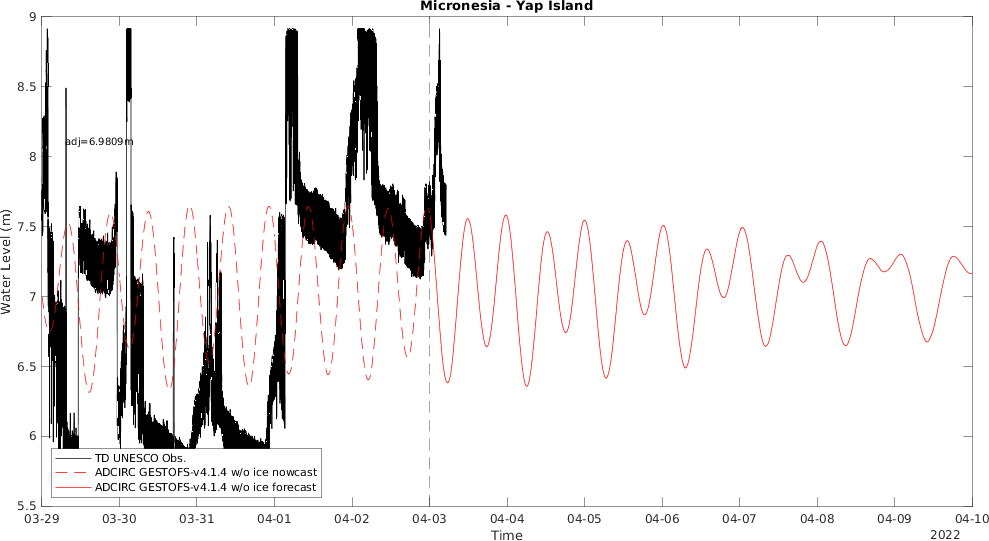 Micronesia - Yap Island
9
8.5
8
7.5
7
6.5
6
5.5
Water Level (m)
adj=6.9809m
TD UNESCO Obs.
ADCIRC GESTOFS-v4.1.4 w/o ice nowcast
ADCIRC GESTOFS-v4.1.4 w/o ice forecast
03-29 03-30 03-31 04-01 04-02 04-03 04-04 04-05 04-06 04-07 04-08 04-09 04-10
Time
2022